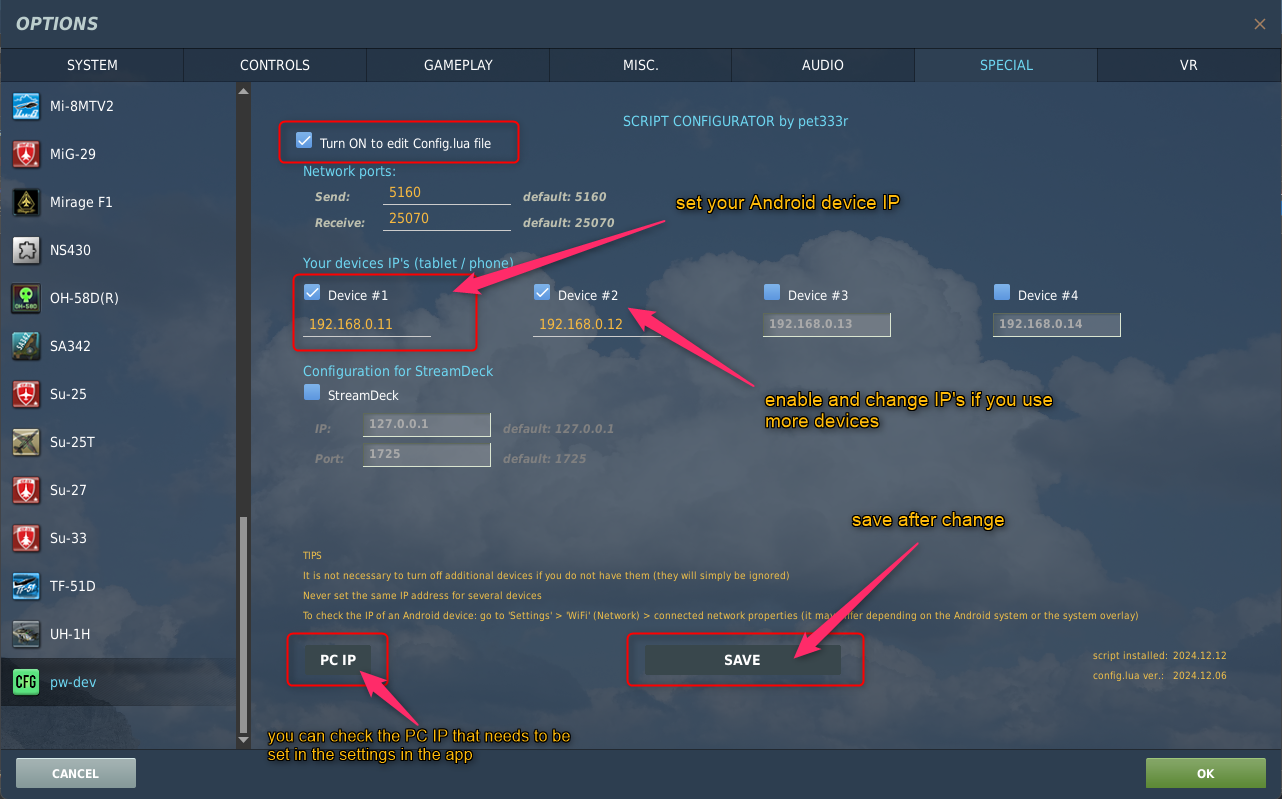 OPTIONS
SYSTEM
CONTROLS
GAMEPLAY
MISC.
AUDIO
SPECIAL
VR
Mi-8MTV2
MiG-29
Mirage F1
NS430
OH-58D
OH-58D(R)
SA342
Su-25
Su-25T
Su-27
Su-33
TF-51D
UH-1H
CFG
pw-dev
SCRIPT CONFIGURATOR by pet333r
Turn ON to edit Config.lua file
Network ports:
Send: 5160 default: 5160
Receive: 25070 default: 25070
set your Android device IP
Your devices IP's (tablet / phone)
Device #1
Device #2
Device #3
Device #4
192.168.0.11
192.168.0.12
192.168.0.13
192.168.0.14
Configuration for StreamDeck
StreamDeck
IP: 127.0.0.1 default: 127.0.0.1
Port: 1725 default: 1725
enable and change IP's if you use
more devices
save after change
TIPS
It is not necessary to turn off additional devices if you do not have them (they will simply be ignored)
Never set the same IP address for several devices
To check the IP of an Android device: go to 'Settings' > 'WiFi' (Network) > connected network properties (it may differ depending on the Android system or the system overlay)
PC IP
SAVE
script installed: 2024.12.12
config.lua ver.: 2024.12.06
you can check the PC IP that needs to be
set in the settings in the app
CANCEL
OK